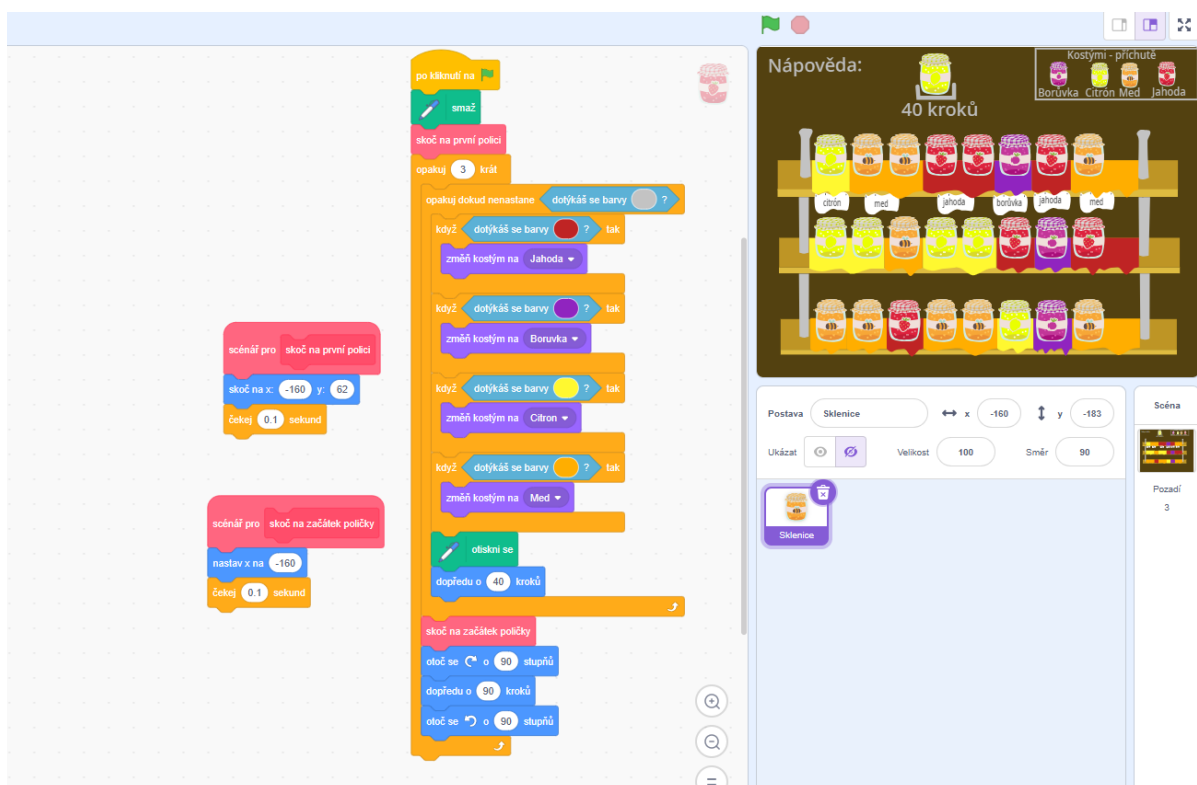 po kliknutí na
smaž
skoč na první polici
opakuj 3 krát
opakuj dokud nenastane dotýkáš se barvy ?
když dotýkáš se barvy ? tak
změň kostým na Jahoda
když dotýkáš se barvy ? tak
změň kostým na Boruvka
když dotýkáš se barvy ? tak
změň kostým na Citron
když dotýkáš se barvy ? tak
změň kostým na Med
otiskni se
dopředu o 40 kroků
skoč na začátek poličky
otoč se o 90 stupňů
dopředu o 90 kroků
otoč se o 90 stupňů
scénář pro skoč na první polici
skoč na x: -160 y: 62
čekej 0.1 sekund
scénář pro skoč na začátek poličky
nastav x na -160
čekej 0.1 sekund
Nápověda:
40 kroků
Kostými - příchutě
Borůvka Citrón Med Jahoda
citrón med jahoda borůvka jahoda med
Postava Sklenice x -160 y -183
Ukázat Velikost 100 Směr 90
Sklenice
Scéna
Pozadí
3